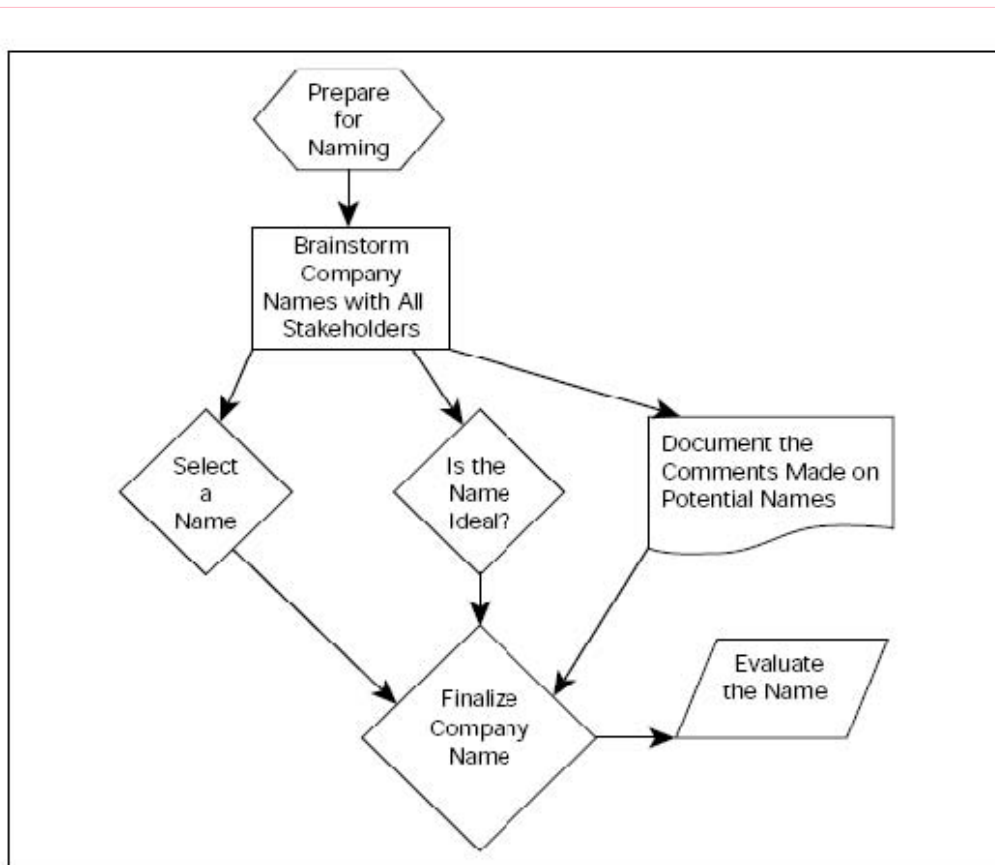 Prepare
for
Naming
Brainstorm
Company
Names with All
Stakeholders
Select
a
Name
Is the
Name
Ideal?
Document the
Comments Made on
Potential Names
Finalize
Company
Name
Evaluate
the Name